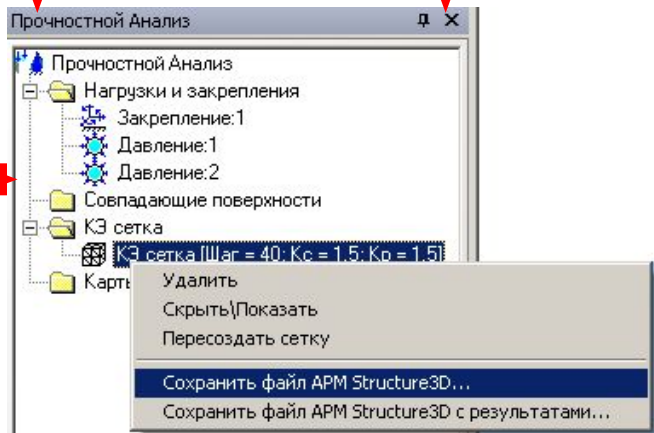 Прочностной Анализ
Прочностной Анализ
Нагрузки и закрепления
Закрепление:1
Давление:1
Давление:2
Совпадающие поверхности
КЭ сетка
КЭ сетка [Шаг = 40; Кс = 1.5; Кр = 1.5]
Карты
Удалить
Скрыть\Показать
Пересоздать сетку
Сохранить файл APM Structure3D...
Сохранить файл APM Structure3D с результатами...